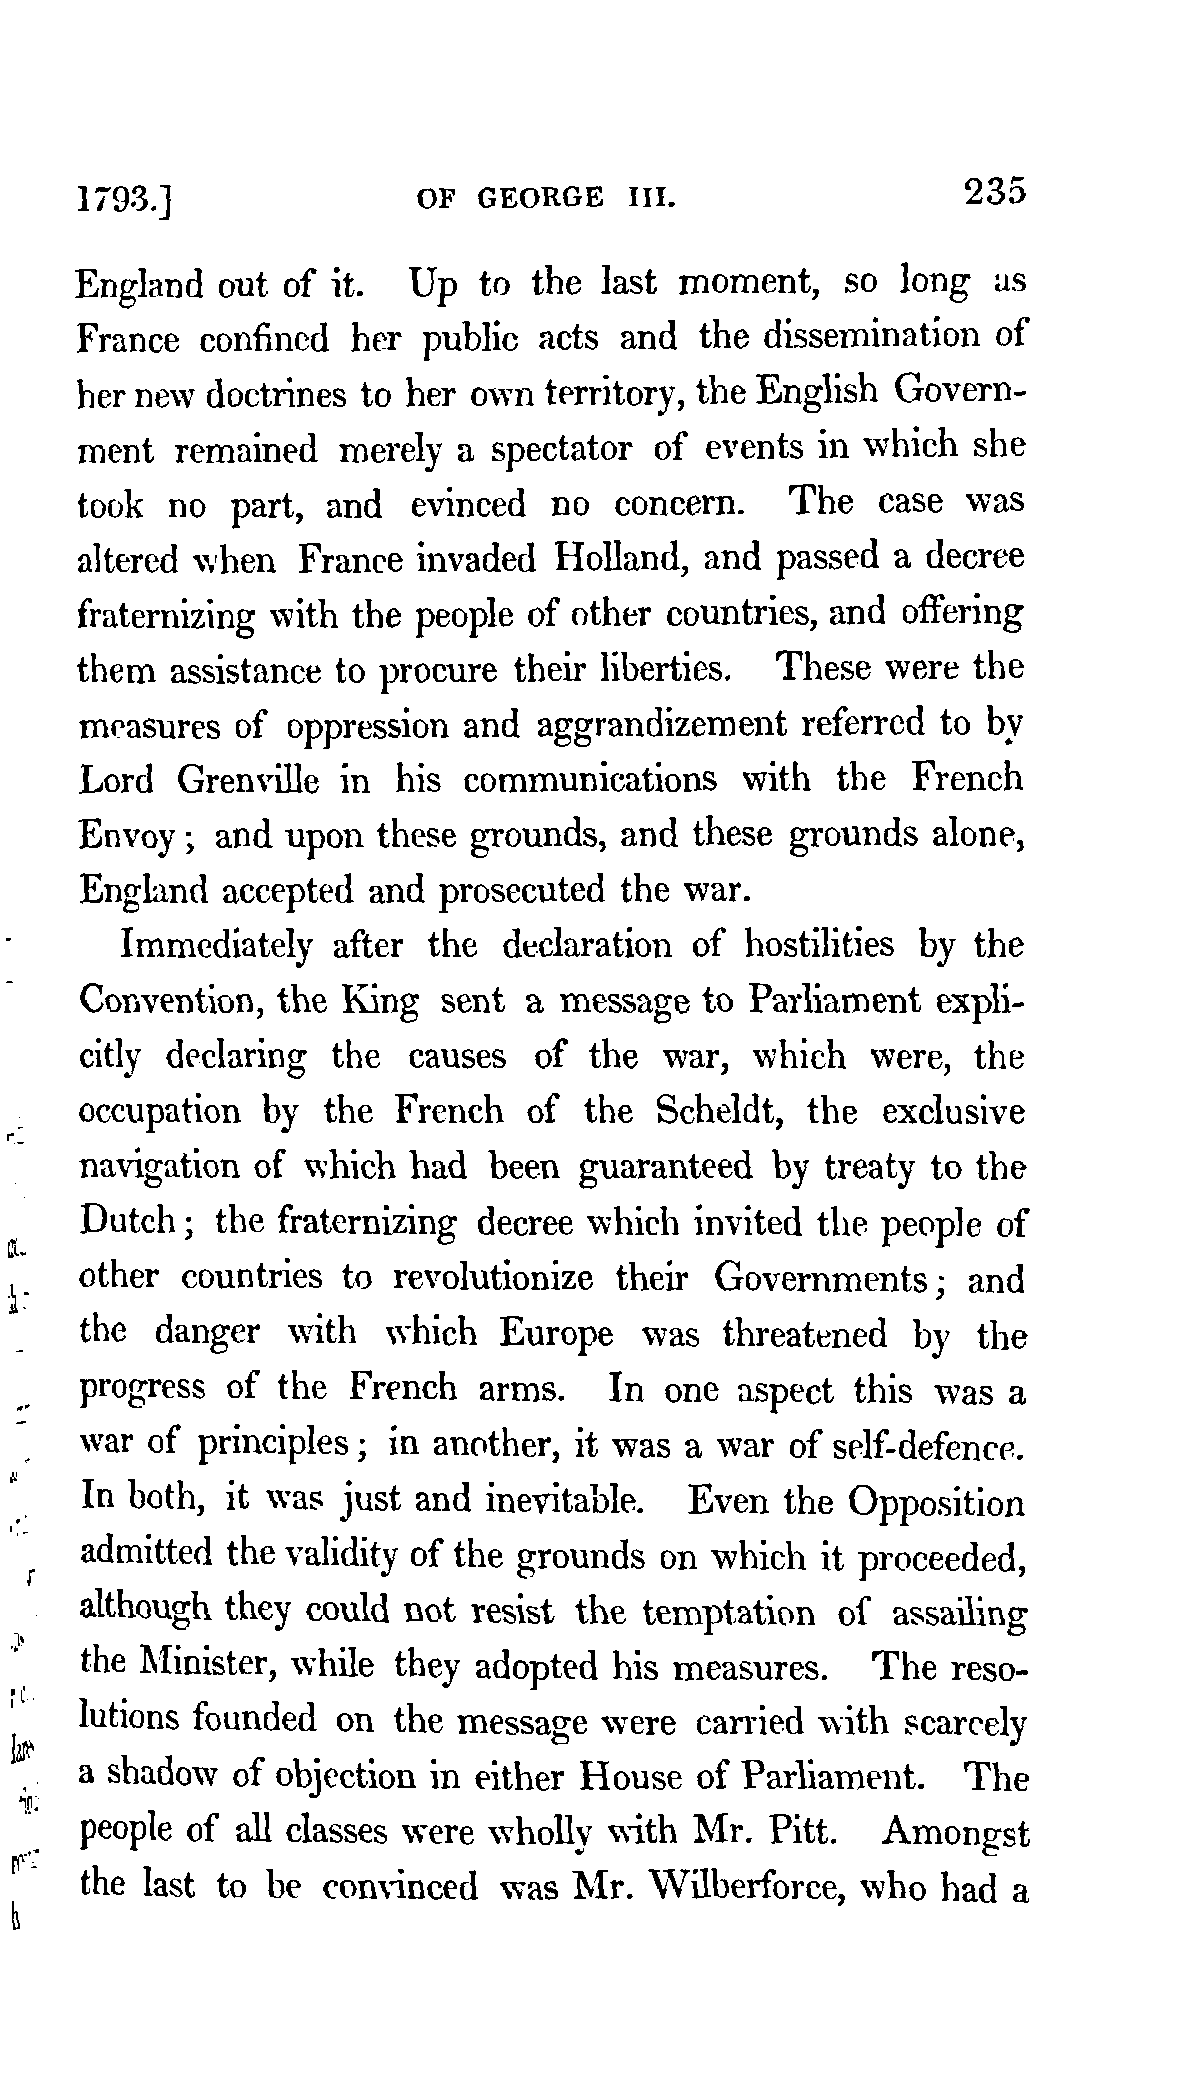 1793.] OF GEORGE III. 235
England out of it. Up to the last moment, so long as
France confined her public acts and the dissemination of
her new doctrines to her own territory, the English Govern-
ment remained merely a spectator of events in which she
took no part, and evinced no concern. The case was
altered when France invaded Holland, and passed a decree
fraternizing with the people of other countries, and offering
them assistance to procure their liberties. These were the
measures of oppression and aggrandizement referred to by
Lord Grenville in his communications with the French
Envoy; and upon these grounds, and these grounds alone,
England accepted and prosecuted the war.
Immediately after the declaration of hostilities by the
Convention, the King sent a message to Parliament expli-
citly declaring the causes of the war, which were, the
occupation by the French of the Scheldt, the exclusive
navigation of which had been guaranteed by treaty to the
Dutch; the fraternizing decree which invited the people of
other countries to revolutionize their Governments; and
the danger with which Europe was threatened by the
progress of the French arms. In one aspect this was a
war of principles; in another, it was a war of self-defence.
In both, it was just and inevitable. Even the Opposition
admitted the validity of the grounds on which it proceeded,
although they could not resist the temptation of assailing
the Minister, while they adopted his measures. The reso-
lutions founded on the message were carried with scarcely
a shadow of objection in either House of Parliament. The
people of all classes were wholly with Mr. Pitt. Amongst
the last to be convinced was Mr. Wilberforce, who had a